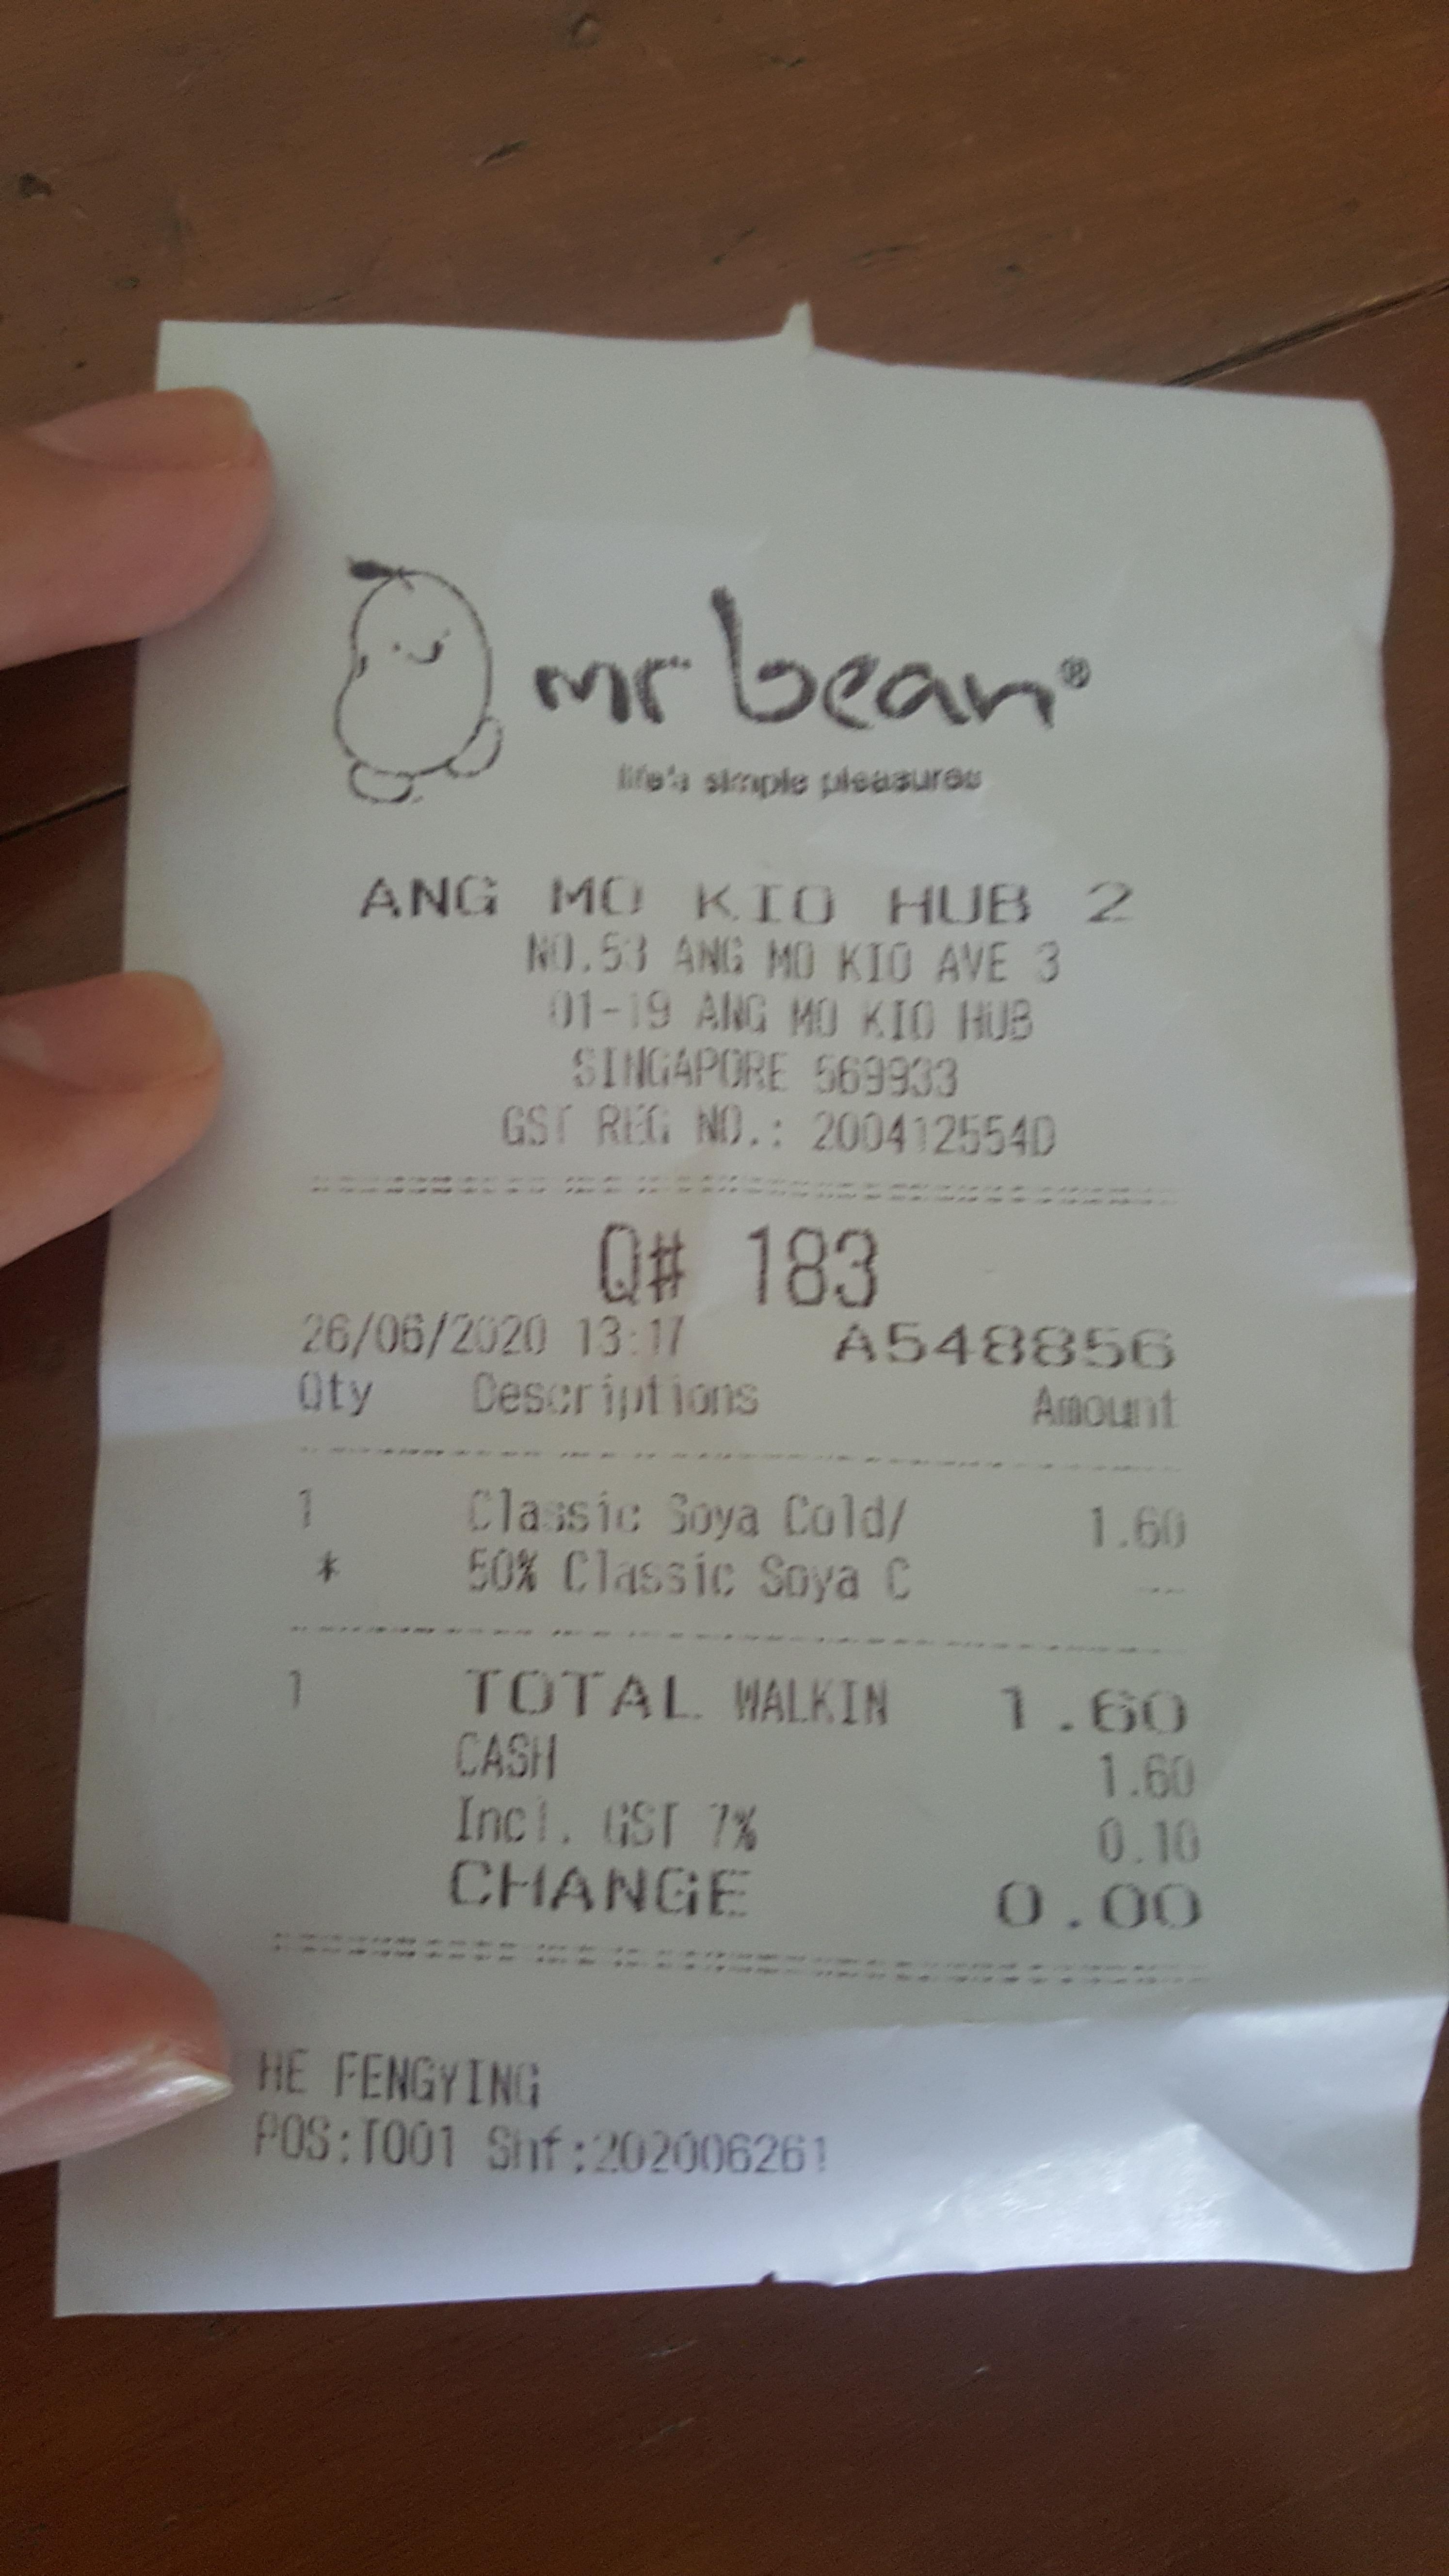 mr bean®
life's simple pleasures
ANG MO KIO HUB 2
NO.53 ANG MO KIO AVE 3
01-19 ANG MO KIO HUB
SINGAPORE 569933
GST REG NO.: 200412554D
Q# 183
26/06/2020 13:17 A548856
Qty Descriptions Amount
1 Classic Soya Cold/ 1.60
* 50% Classic Soya C ---
1 TOTAL WALKIN 1.60
CASH 1.60
Incl. GST 7% 0.10
CHANGE 0.00
HE FENGYING
POS:T001 Shf:202006261